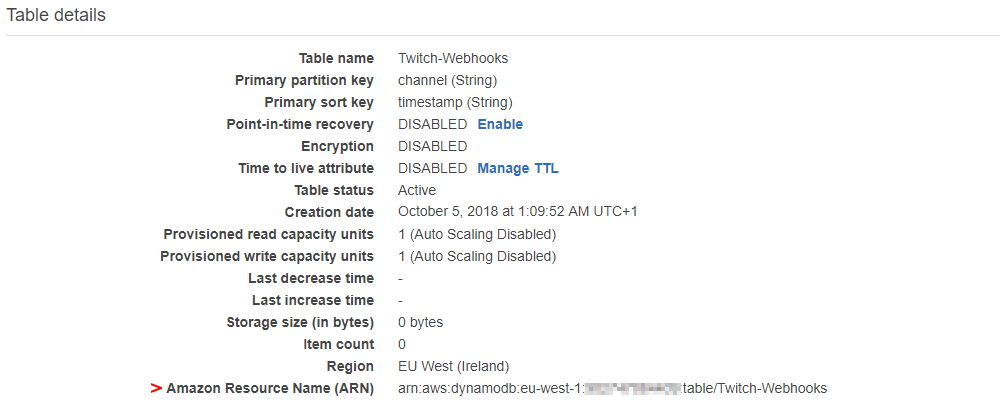 Table details
Table name Twitch-Webhooks
Primary partition key channel (String)
Primary sort key timestamp (String)
Point-in-time recovery DISABLED Enable
Encryption DISABLED
Time to live attribute DISABLED Manage TTL
Table status Active
Creation date October 5, 2018 at 1:09:52 AM UTC+1
Provisioned read capacity units 1 (Auto Scaling Disabled)
Provisioned write capacity units 1 (Auto Scaling Disabled)
Last decrease time -
Last increase time -
Storage size (in bytes) 0 bytes
Item count 0
Region EU West (Ireland)
> Amazon Resource Name (ARN) arn:aws:dynamodb:eu-west-1: :table/Twitch-Webhooks